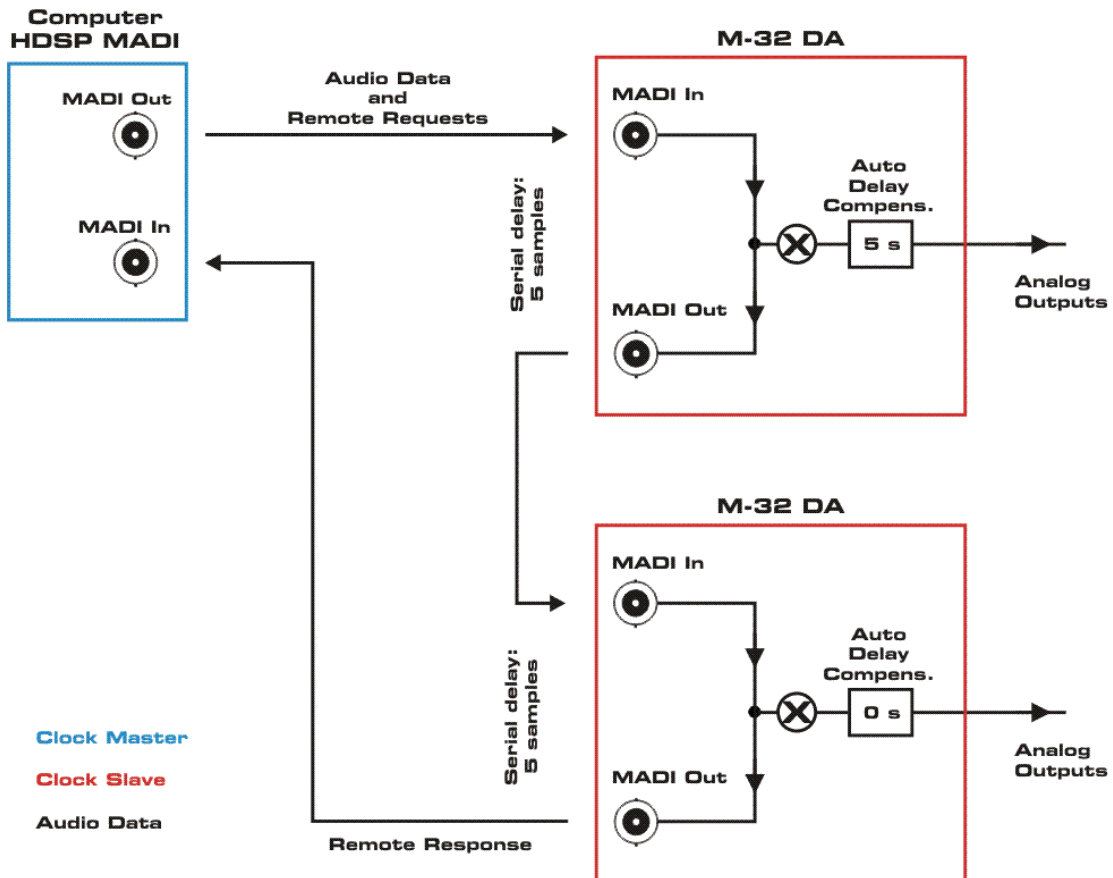 Computer
HDSP MADI
MADI Out
MADI In
Audio Data
and
Remote Requests
M-32 DA
MADI In
Serial delay:
5 samples
Auto
Delay
Compens.
5 s
Analog
Outputs
MADI Out
M-32 DA
MADI In
Serial delay:
5 samples
Auto
Delay
Compens.
0 s
Analog
Outputs
MADI Out
Clock Master
Clock Slave
Audio Data
Remote Response